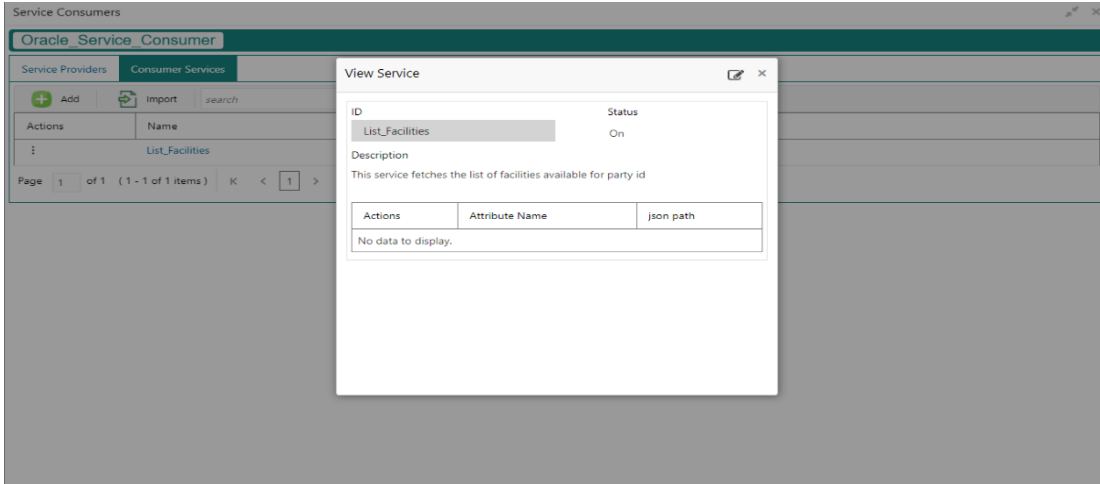 Service Consumers
Oracle_Service_Consumer
Service Providers Consumer Services
Add Import search
Actions Name
List_Facilities
Page 1 of 1 (1 - 1 of 1 items) K < 1 >
View Service
ID Status
List_Facilities On
Description
This service fetches the list of facilities available for party id
Actions Attribute Name json path
No data to display.